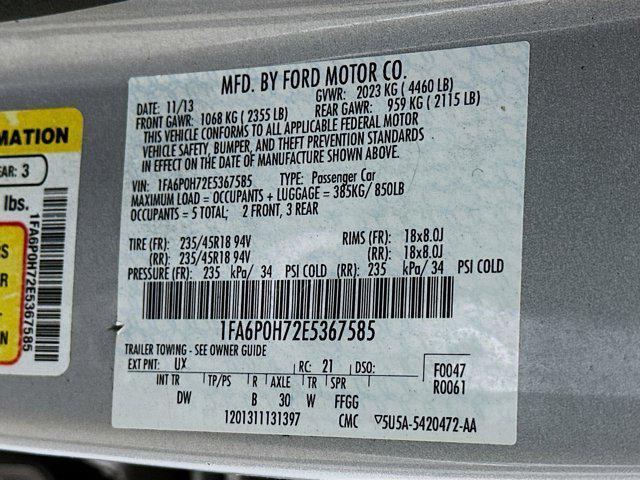 MFD. BY FORD MOTOR CO.
DATE: 11/13 GVWR: 2023 KG ( 4460 LB)
FRONT GAWR: 1068 KG ( 2355 LB) REAR GAWR: 959 KG ( 2115 LB)
THIS VEHICLE CONFORMS TO ALL APPLICABLE FEDERAL MOTOR
VEHICLE SAFETY, BUMPER, AND THEFT PREVENTION STANDARDS
IN EFFECT ON THE DATE OF MANUFACTURE SHOWN ABOVE.
VIN: 1FA6P0H72E5367585 TYPE: Passenger Car
MAXIMUM LOAD = OCCUPANTS + LUGGAGE = 385KG/ 850LB
OCCUPANTS = 5 TOTAL; 2 FRONT, 3 REAR
TIRE (FR): 235/45R18 94V RIMS (FR): 18x8.0J
(RR): 235/45R18 94V (RR): 18x8.0J
PRESSURE (FR): 235 kPa/ 34 PSI COLD (RR): 235 kPa/ 34 PSI COLD
1FA6P0H72E5367585
TRAILER TOWING - SEE OWNER GUIDE
EXT PNT: UX RC: 21 DSO: F0047
R0061
INT TR TP/PS R AXLE TR SPR
DW B 30 W FFGG
1201311131397 CMC ▽5U5A-5420472-AA
MATION
EAR: 3
lbs.
1FA6P0H72E5367585